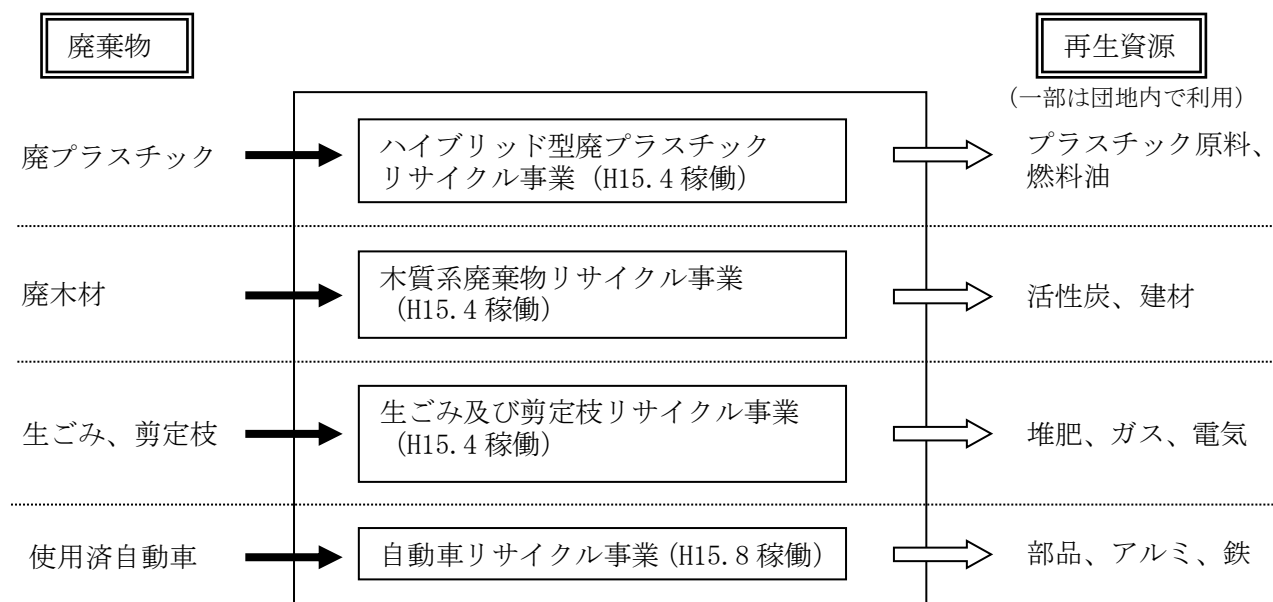 廃棄物
再生資源
(一部は団地内で利用)
廃プラスチック
ハイブリッド型廃プラスチック
リサイクル事業 (H15.4 稼働)
プラスチック原料、
燃料油
廃木材
木質系廃棄物リサイクル事業
(H15.4 稼働)
活性炭、建材
生ごみ、剪定枝
生ごみ及び剪定枝リサイクル事業
(H15.4 稼働)
堆肥、ガス、電気
使用済自動車
自動車リサイクル事業 (H15.8 稼働)
部品、アルミ、鉄